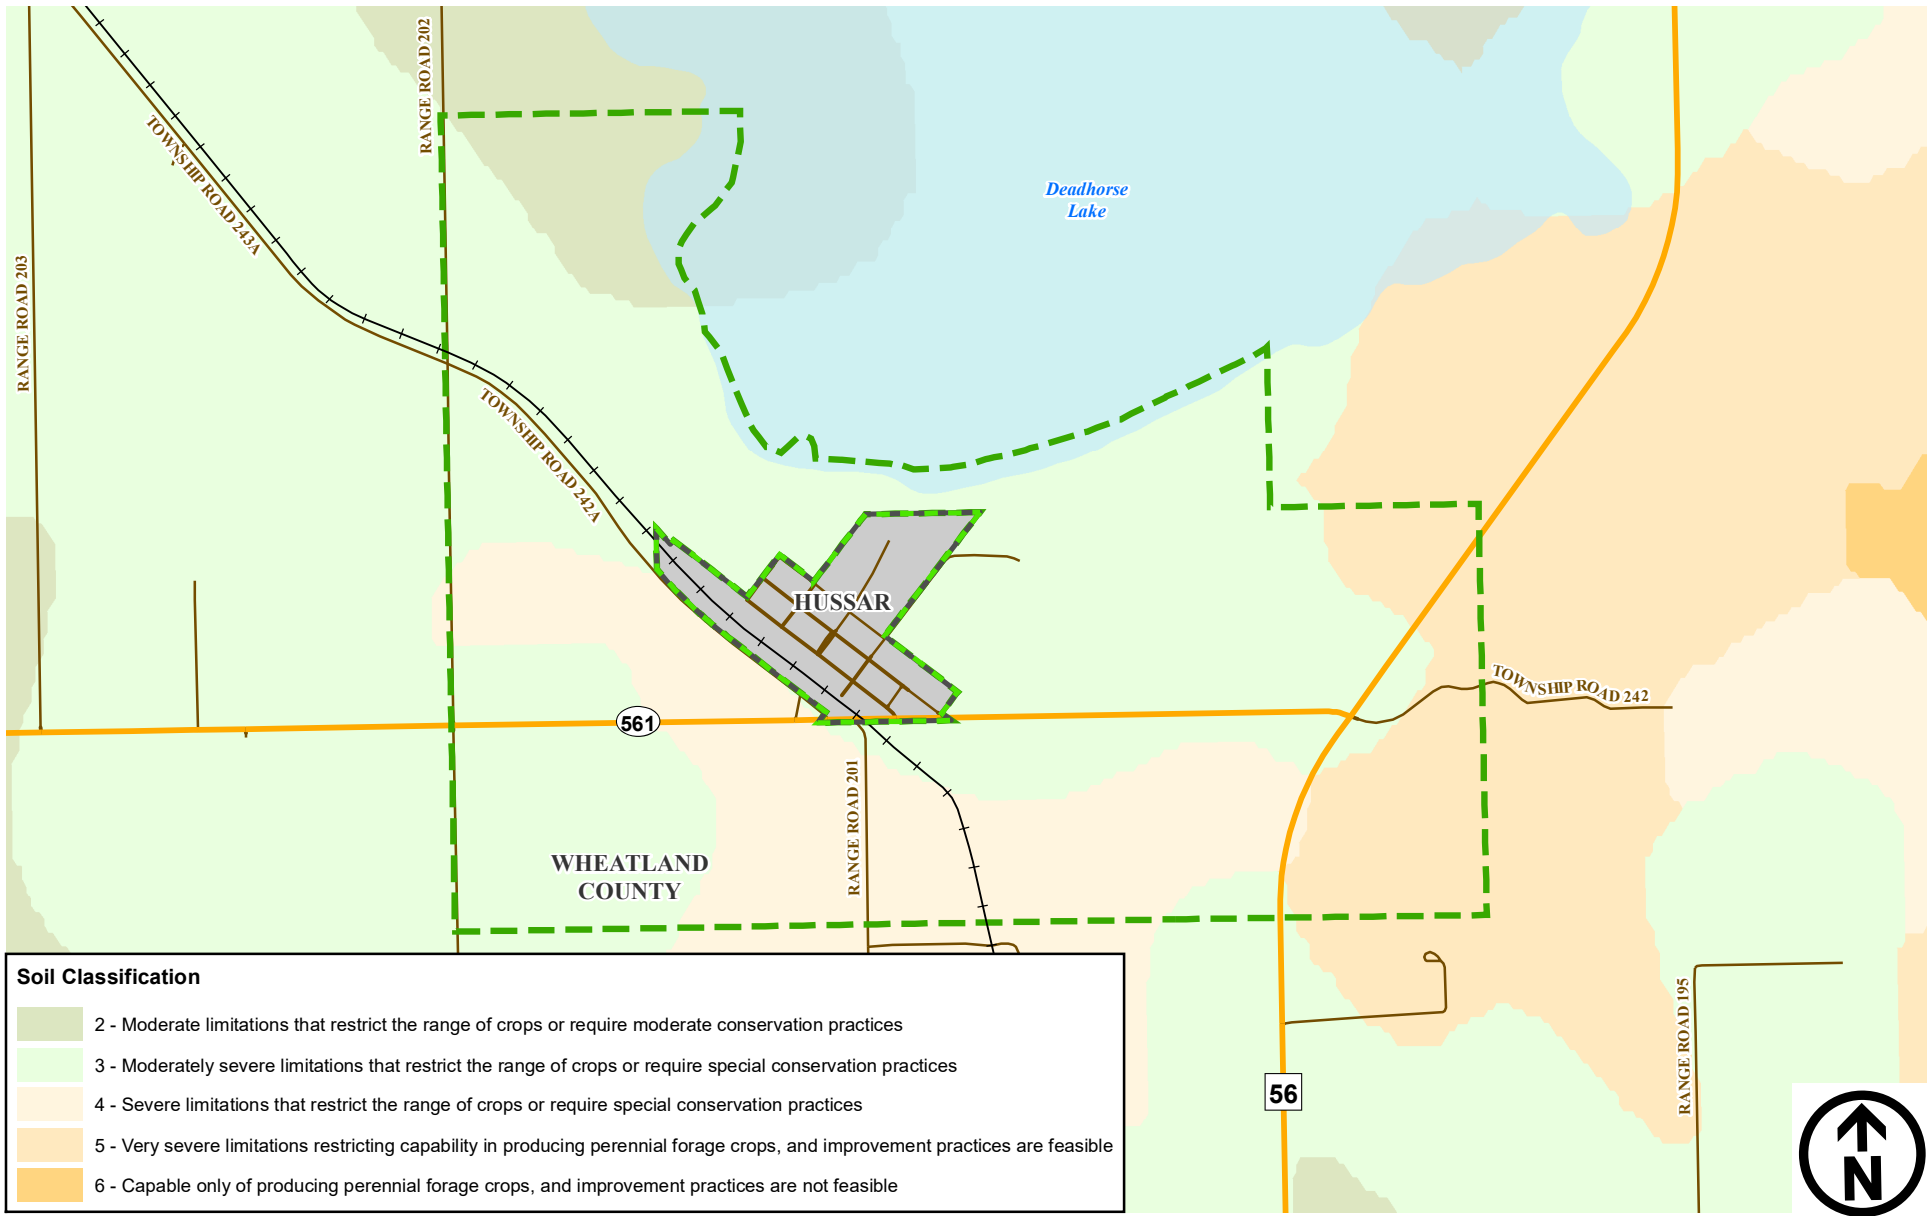 RANGE ROAD 202
TOWNSHIP ROAD 243A
Deadhorse
Lake
RANGE ROAD 203
TOWNSHIP ROAD 242A
HUSSAR
TOWNSHIP ROAD 242
561
RANGE ROAD 201
WHEATLAND
COUNTY
Soil Classification
2 - Moderate limitations that restrict the range of crops or require moderate conservation practices
3 - Moderately severe limitations that restrict the range of crops or require special conservation practices
4 - Severe limitations that restrict the range of crops or require special conservation practices
5 - Very severe limitations restricting capability in producing perennial forage crops, and improvement practices are feasible
6 - Capable only of producing perennial forage crops, and improvement practices are not feasible
56
RANGE ROAD 195
N